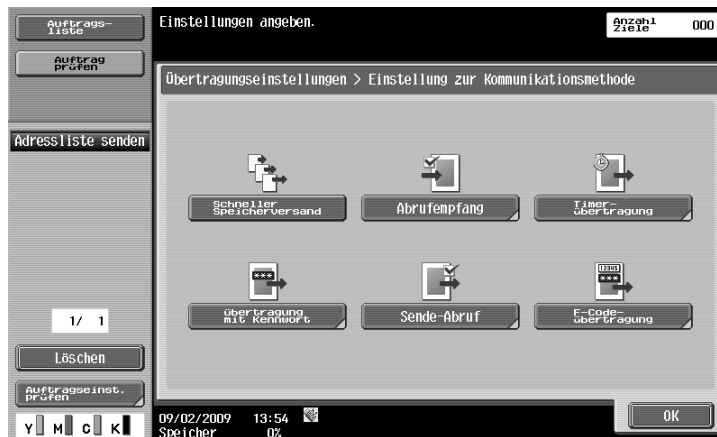 Auftrags-
liste
Auftrag
prüfen
Adressliste senden
1/ 1
Löschen
Auftragseinst.
prüfen
Y M C K
Einstellungen angeben.
Anzahl
Ziele
000
Übertragungseinstellungen > Einstellung zur Kommunikationsmethode
Schneller
Speicherversand
Abrufempfang
Timer-
übertragung
12345
***
***
Übertragung
mit Kennwort
Sende-Abruf
F-Code-
übertragung
09/02/2009 13:54
Speicher 0%
OK